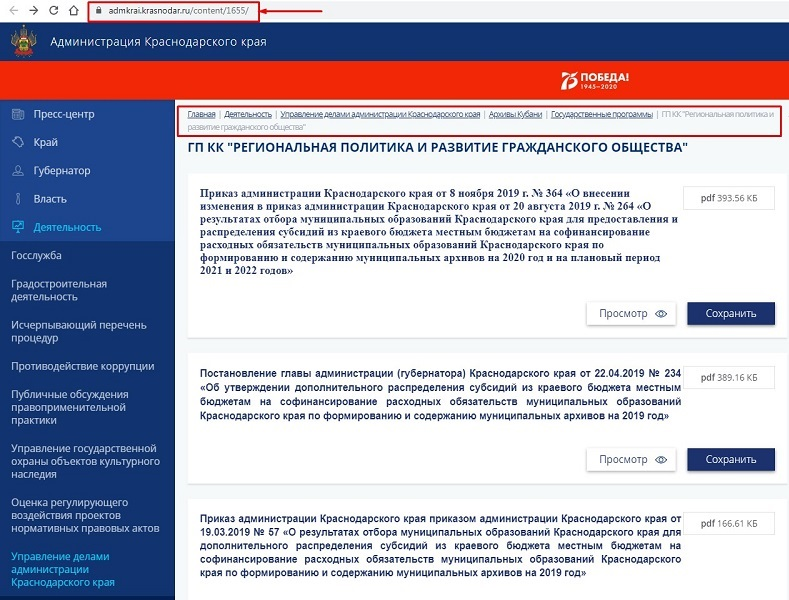 admkrai.krasnodar.ru/content/1655/
Администрация Краснодарского края
75 ПОБЕДА!
1945–2020
Пресс-центр
Край
Губернатор
Власть
Деятельность
Госслужба
Градостроительная
деятельность
Исчерпывающий перечень
процедур
Противодействие коррупции
Публичные обсуждения
правоприменительной
практики
Управление государственной
охраны объектов культурного
наследия
Оценка регулирующего
воздействия проектов
нормативных правовых актов
Управление делами
администрации
Краснодарского края
Главная | Деятельность | Управление делами администрации Краснодарского края | Архивы Кубани | Государственные программы | ГП КК "Региональная политика и
развитие гражданского общества"
ГП КК "РЕГИОНАЛЬНАЯ ПОЛИТИКА И РАЗВИТИЕ ГРАЖДАНСКОГО ОБЩЕСТВА"
Приказ администрации Краснодарского края от 8 ноября 2019 г. № 364 «О внесении
изменения в приказ администрации Краснодарского края от 20 августа 2019 г. № 264 «О
результатах отбора муниципальных образований Краснодарского края для предоставления и
распределения субсидий из краевого бюджета местным бюджетам на софинансирование
расходных обязательств муниципальных образований Краснодарского края по
формированию и содержанию муниципальных архивов на 2020 год и на плановый период
2021 и 2022 годов»
pdf 393.56 КБ
Просмотр
Сохранить
Постановление главы администрации (губернатора) Краснодарского края от 22.04.2019 № 234
«Об утверждении дополнительного распределения субсидий из краевого бюджета местным
бюджетам на софинансирование расходных обязательств муниципальных образований
Краснодарского края по формированию и содержанию муниципальных архивов на 2019 год»
pdf 389.16 КБ
Просмотр
Сохранить
Приказ администрации Краснодарского края приказом администрации Краснодарского края от
19.03.2019 № 57 «О результатах отбора муниципальных образований Краснодарского края для
дополнительного распределения субсидий из краевого бюджета местным бюджетам на
софинансирование расходных обязательств муниципальных образований Краснодарского
края по формированию и содержанию муниципальных архивов на 2019 год»
pdf 166.61 КБ